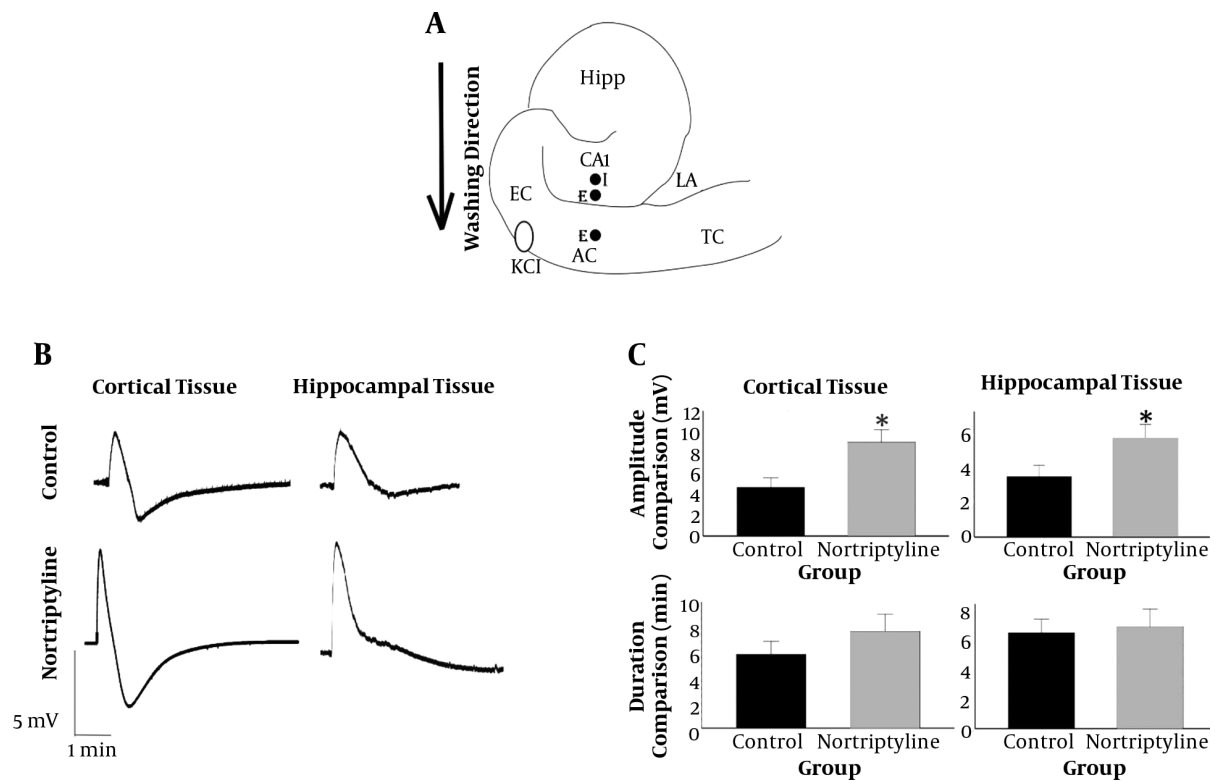 A
Washing Direction
Hipp
CA1
I
LA
EC
E
E
TC
AC
KCI
B
Cortical Tissue
Hippocampal Tissue
Control
Nortriptyline
5 mV
1 min
C
Cortical Tissue
Hippocampal Tissue
Amplitude
Comparison (mV)
12
10
8
6
4
2
0
*
Control
Nortriptyline
Group
6
4
2
0
*
Control
Nortriptyline
Group
Duration
Comparison (min)
10
8
6
4
2
0
Control
Nortriptyline
Group
8
6
4
2
0
Control
Nortriptyline
Group